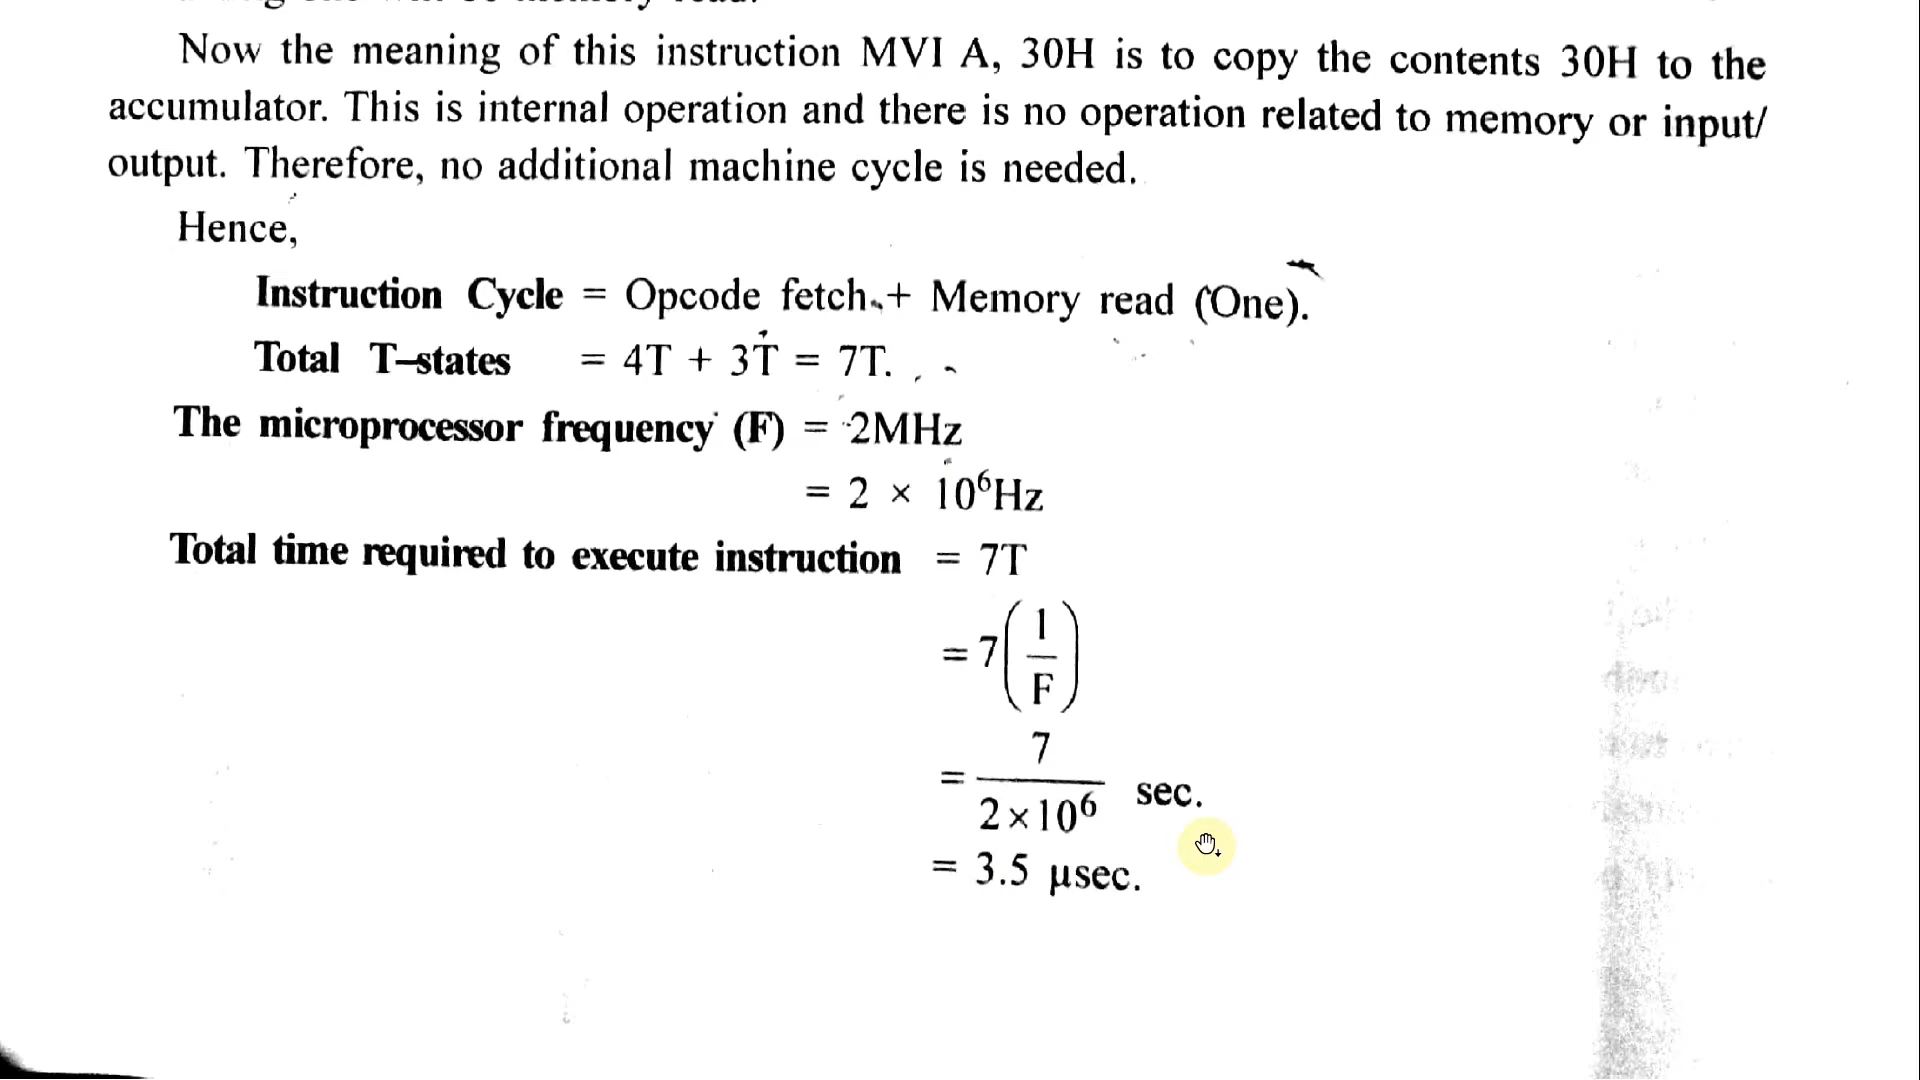 Now the meaning of this instruction MVI A, 30H is to copy the contents 30H to the
accumulator. This is internal operation and there is no operation related to memory or input/
output. Therefore, no additional machine cycle is needed.
Hence,
Instruction Cycle = Opcode fetch + Memory read (One).
Total T–states = 4T + 3T = 7T.
The microprocessor frequency (F) = 2MHz
= 2 × 10⁶Hz
Total time required to execute instruction = 7T
= 7(1/F)
= 7/(2×10⁶) sec.
= 3.5 µsec.